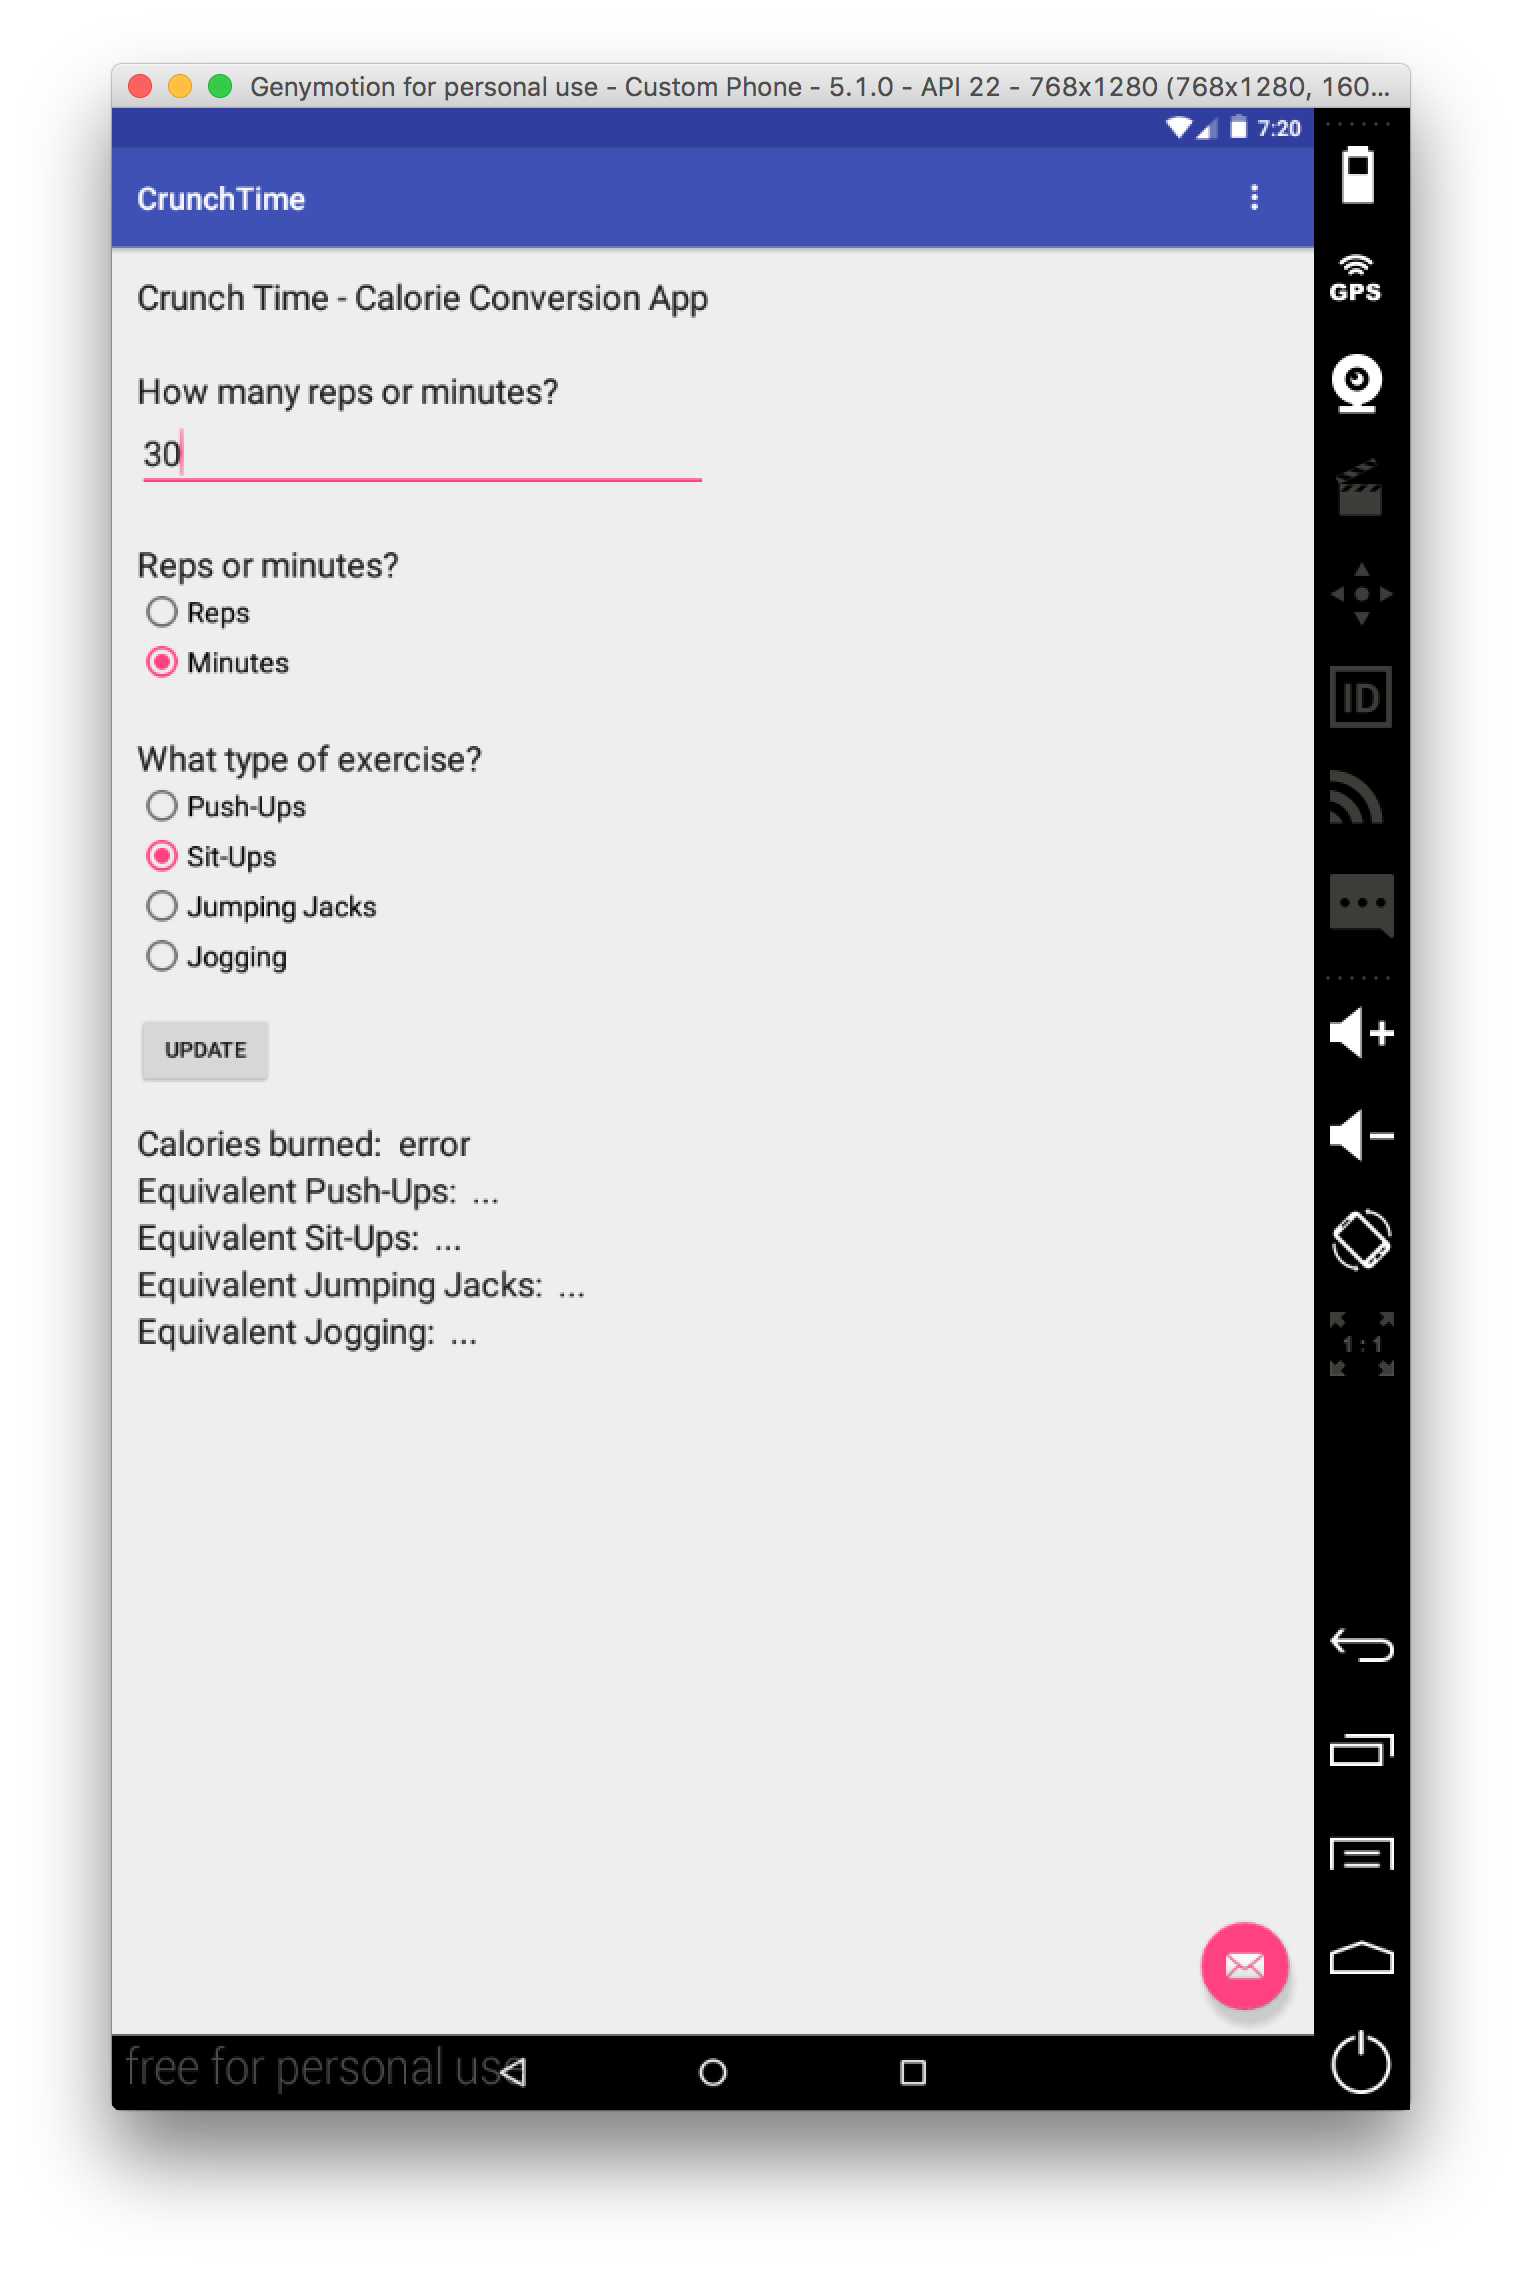 Genymotion for personal use - Custom Phone - 5.1.0 - API 22 - 768x1280 (768x1280, 160...
7:20
CrunchTime
GPS
Crunch Time - Calorie Conversion App
How many reps or minutes?
30
Reps or minutes?
Reps
Minutes
ID
What type of exercise?
Push-Ups
Sit-Ups
Jumping Jacks
Jogging
UPDATE
Calories burned:  error
Equivalent Push-Ups:  ...
Equivalent Sit-Ups:  ...
Equivalent Jumping Jacks:  ...
Equivalent Jogging:  ...
1:1
free for personal use